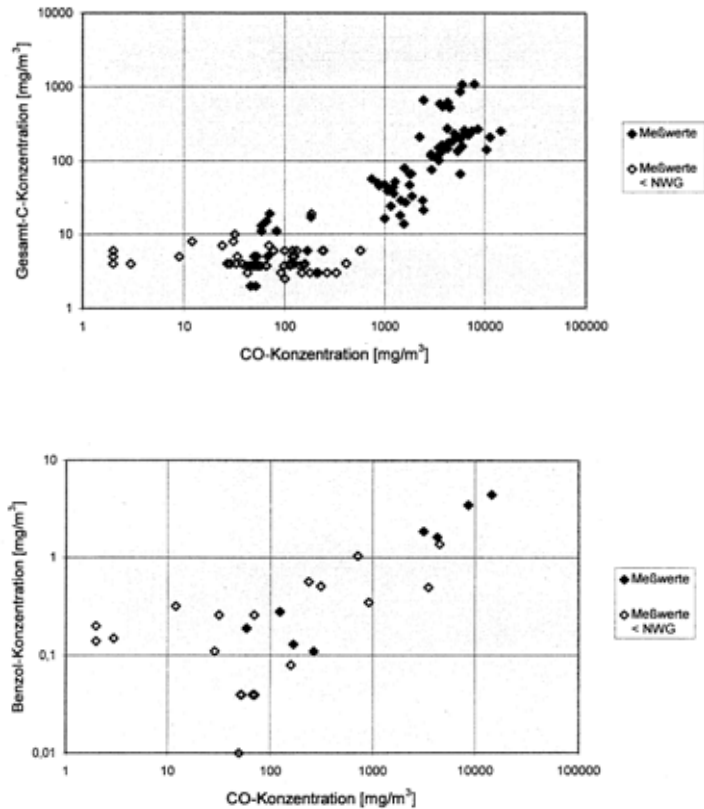 Gesamt-C-Konzentration [mg/m³]
10000
1000
100
10
1
1 10 100 1000 10000 100000
CO-Konzentration [mg/m³]
Meßwerte
Meßwerte
< NWG
Benzol-Konzentration [mg/m³]
10
1
0,1
0,01
1 10 100 1000 10000 100000
CO-Konzentration [mg/m³]
Meßwerte
Meßwerte
< NWG